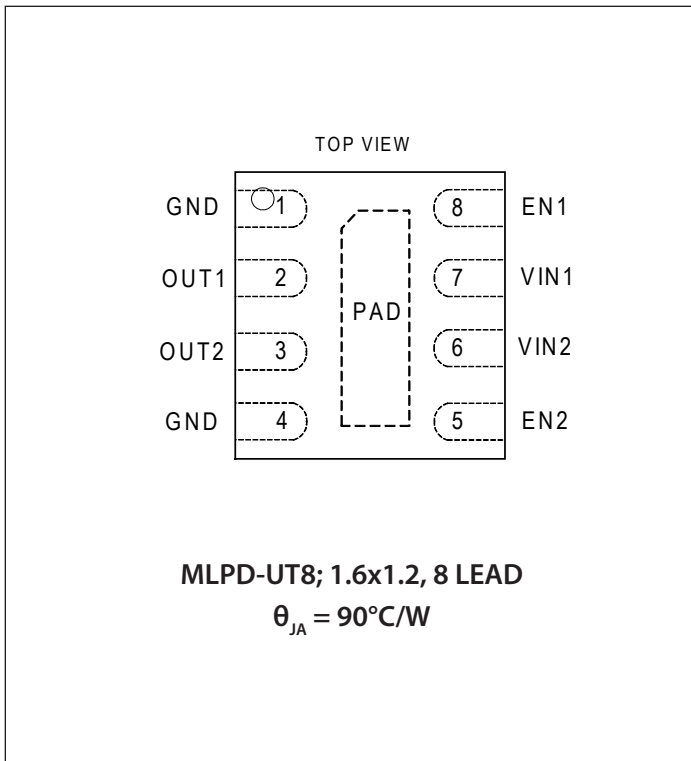 TOP VIEW
GND 1 8 EN1
OUT1 2 7 VIN1
PAD
OUT2 3 6 VIN2
GND 4 5 EN2
MLPD-UT8; 1.6x1.2, 8 LEAD
θJA = 90°C/W